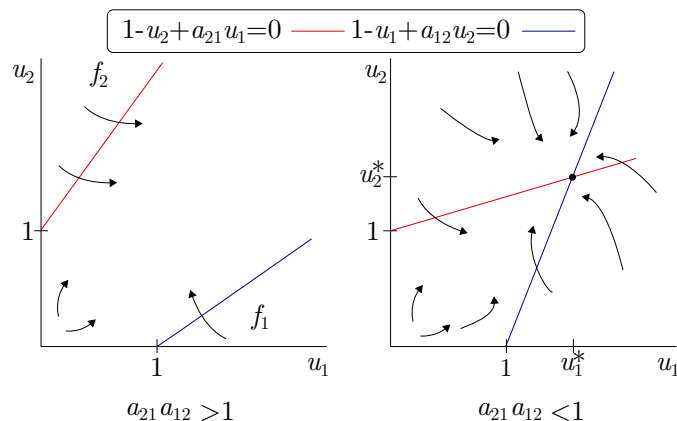 1-u₂+a₂₁u₁=0 1-u₁+a₁₂u₂=0
u₂ f₂ 1 f₁ 1 u₁
a₂₁a₁₂>1
u₂ u₂* 1 1 u₁* u₁
a₂₁a₁₂<1